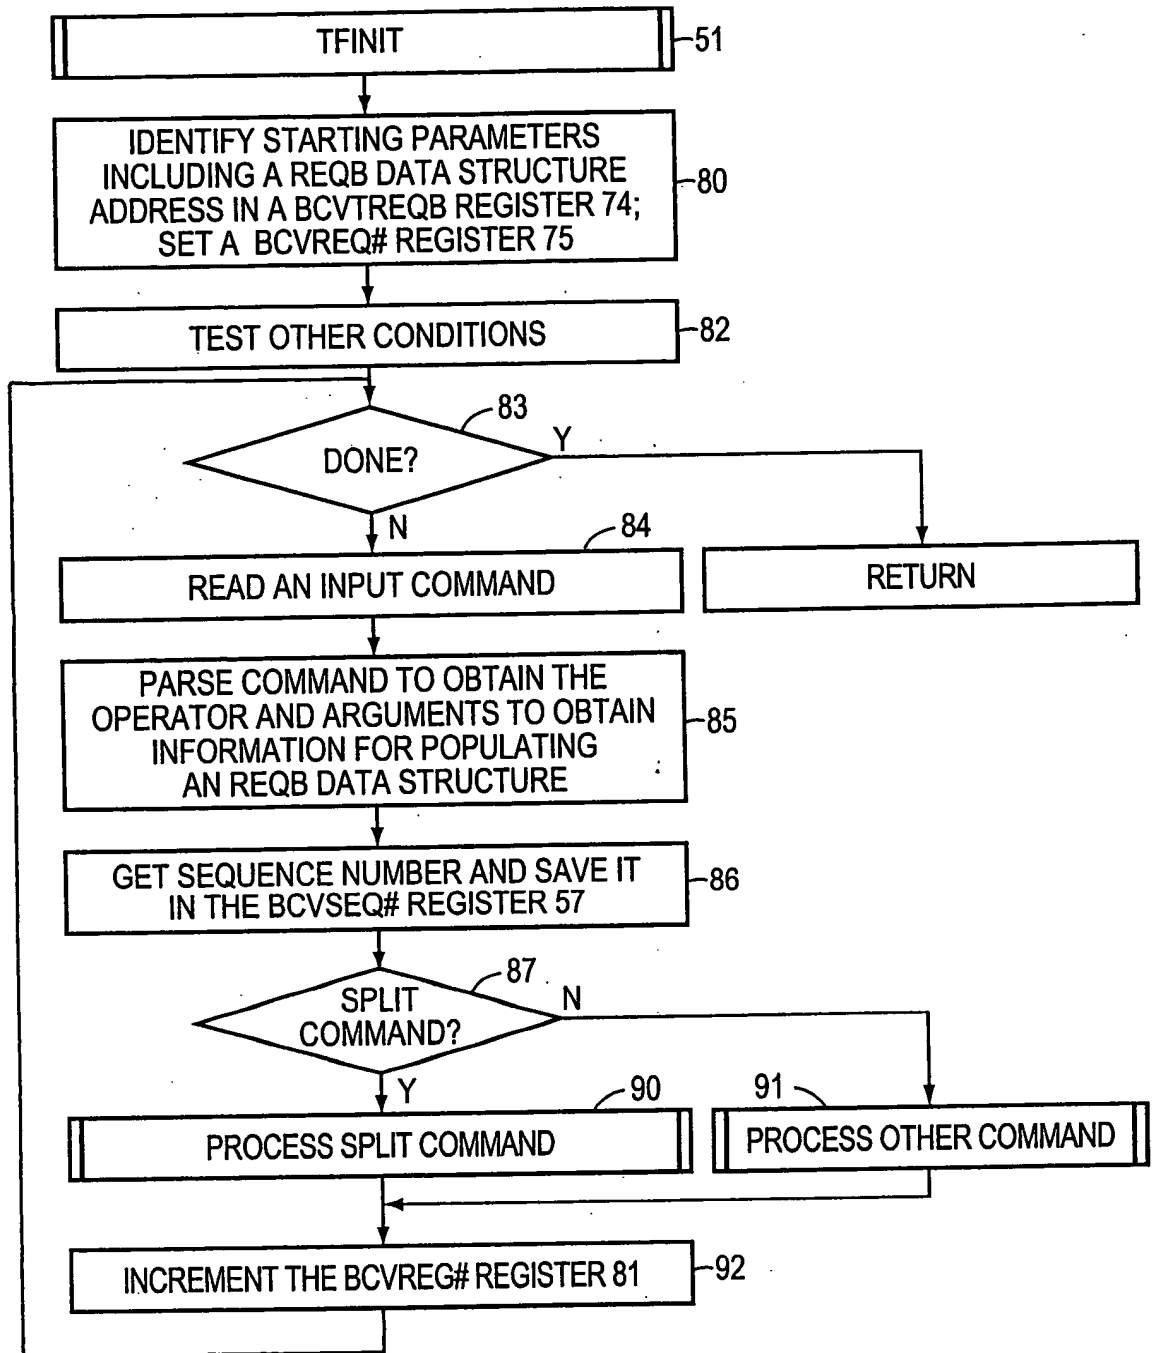 TFINIT
51
IDENTIFY STARTING PARAMETERS
INCLUDING A REQB DATA STRUCTURE
ADDRESS IN A BCVTREQB REGISTER 74;
SET A BCVREQ# REGISTER 75
80
TEST OTHER CONDITIONS
82
83
DONE?
Y
N
84
READ AN INPUT COMMAND
RETURN
PARSE COMMAND TO OBTAIN THE
OPERATOR AND ARGUMENTS TO OBTAIN
INFORMATION FOR POPULATING
AN REQB DATA STRUCTURE
85
GET SEQUENCE NUMBER AND SAVE IT
IN THE BCVSEQ# REGISTER 57
86
87
SPLIT
COMMAND?
N
Y
90
91
PROCESS SPLIT COMMAND
PROCESS OTHER COMMAND
INCREMENT THE BCVREG# REGISTER 81
92